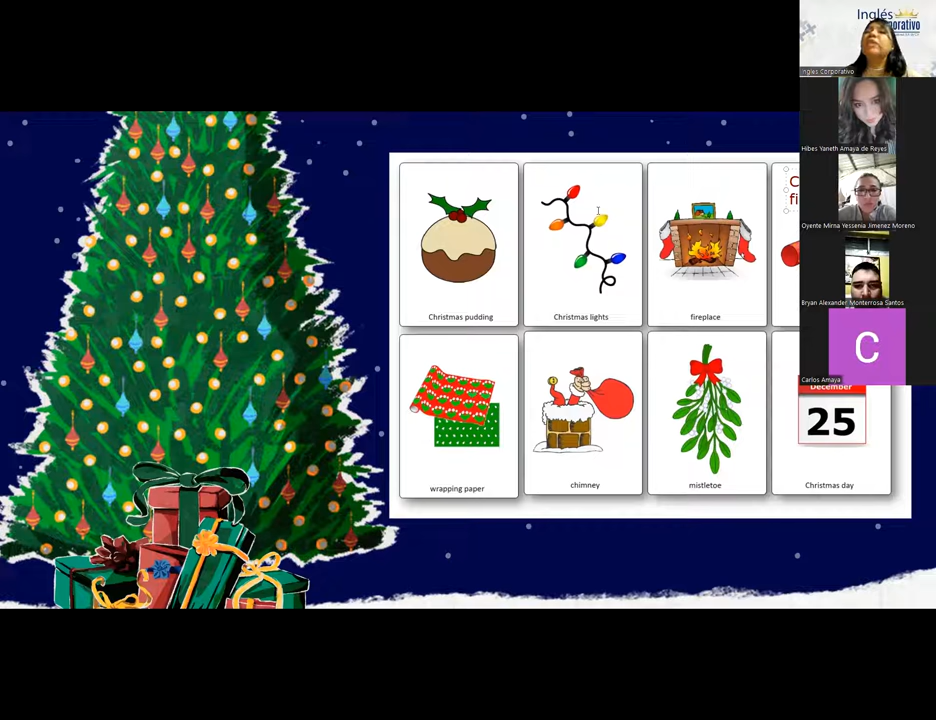 Inglés
Ingles Corporativo
Hibes Yaneth Amaya de Reyes
Oyente Mirna Yessenia Jimenez Moreno
Bryan Alexander Monterrosa Santos
C
Carlos Amaya
Christmas pudding
Christmas lights
fireplace
December
25
wrapping paper
chimney
mistletoe
Christmas day